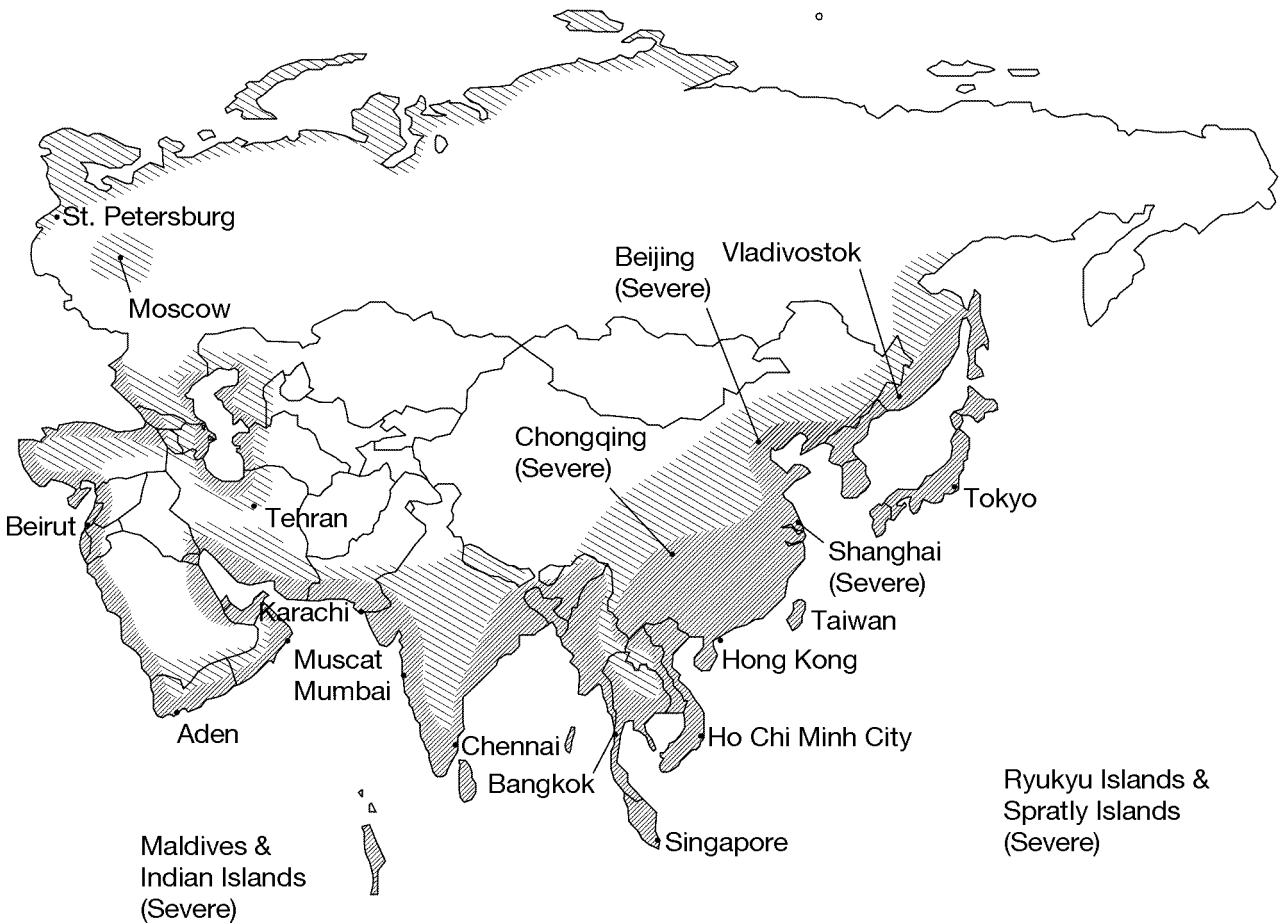 St. Petersburg
Moscow
Beijing
(Severe)
Vladivostok
Chongqing
(Severe)
Beirut
Tehran
Tokyo
Shanghai
(Severe)
Karachi
Taiwan
Muscat
Mumbai
Hong Kong
Aden
Chennai
Bangkok
Ho Chi Minh City
Singapore
Ryukyu Islands &
Spratly Islands
(Severe)
Maldives &
Indian Islands
(Severe)